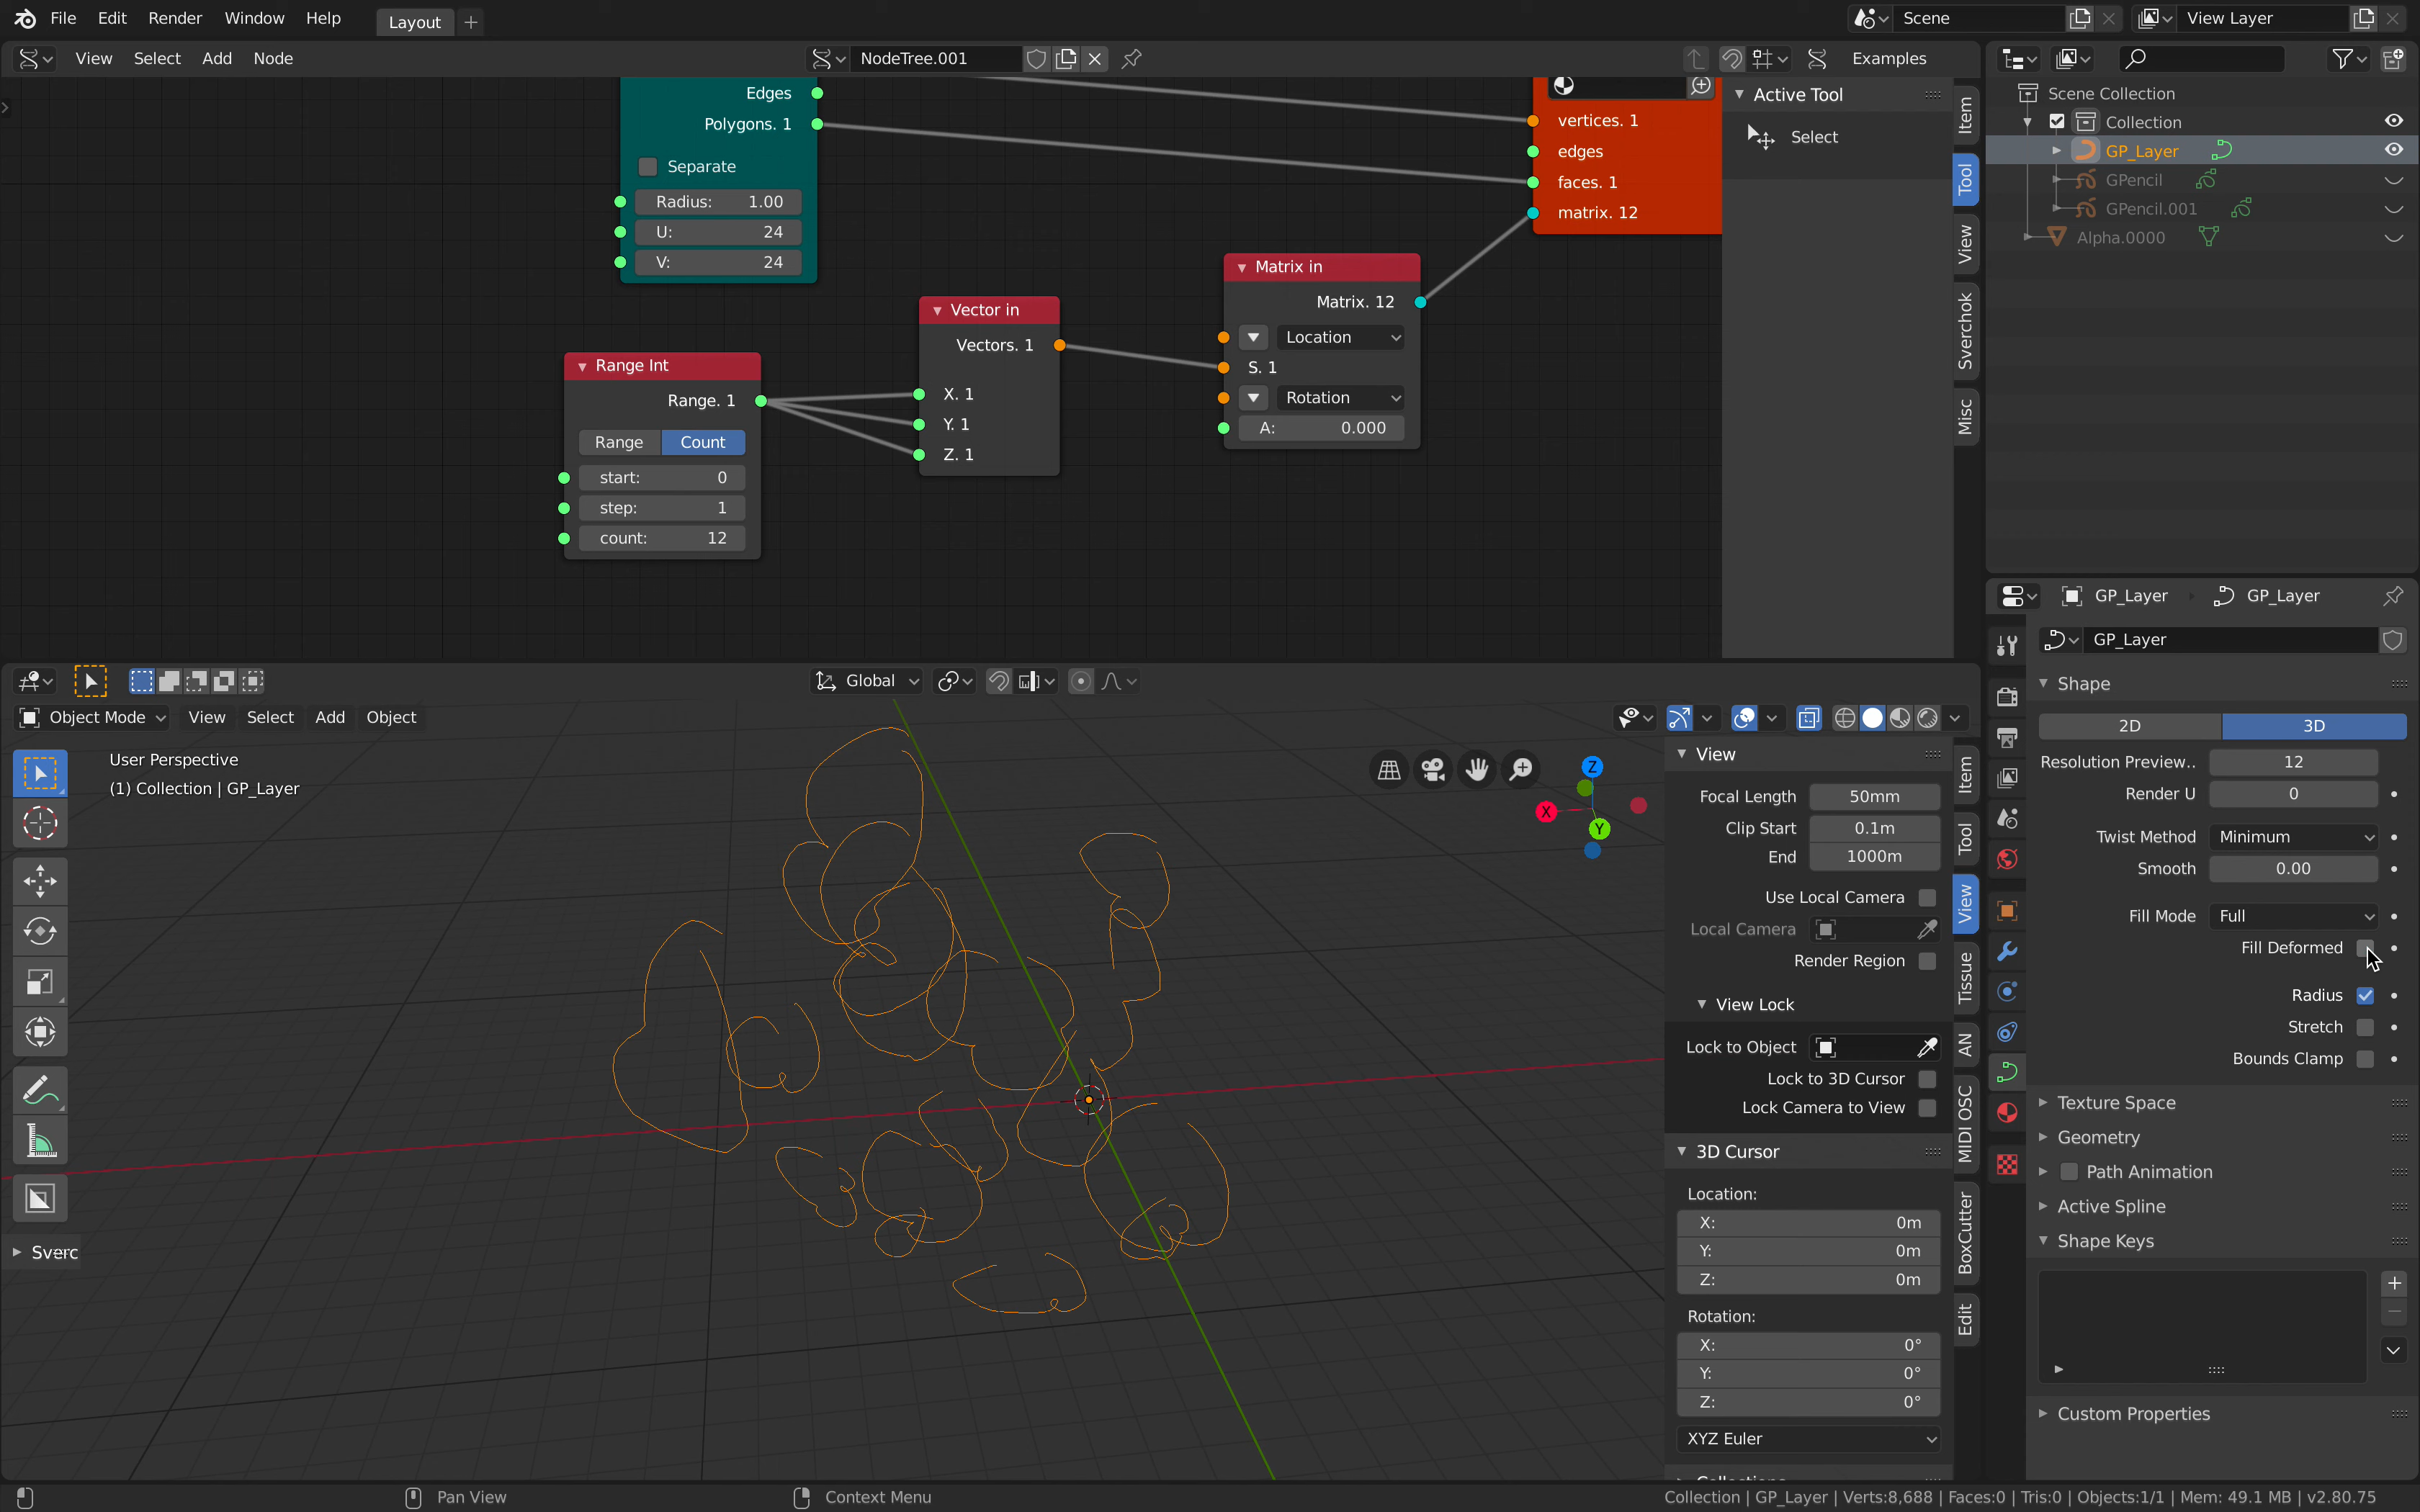 File Edit Render Window Help Layout + Scene View Layer
View Select Add Node NodeTree.001 Examples
Edges
Polygons. 1
Separate
Radius: 1.00
U: 24
V: 24
vertices. 1
edges
faces. 1
matrix. 12
Matrix in
Matrix. 12
Location
S. 1
Rotation
A: 0.000
Vector in
Vectors. 1
X. 1
Y. 1
Z. 1
Range Int
Range. 1
Range Count
start: 0
step: 1
count: 12
Active Tool
Select
Item
Tool
View
Sverchok
Misc
Scene Collection
Collection
GP_Layer
GPencil
GPencil.001
Alpha.0000
Global
Object Mode View Select Add Object
User Perspective
(1) Collection | GP_Layer
Z
X
Y
Sverc
View
Focal Length 50mm
Clip Start 0.1m
End 1000m
Use Local Camera
Local Camera
Render Region
View Lock
Lock to Object
Lock to 3D Cursor
Lock Camera to View
3D Cursor
Location:
X: 0m
Y: 0m
Z: 0m
Rotation:
X: 0°
Y: 0°
Z: 0°
XYZ Euler
Item
Tool
View
Tissue
AN
MIDI OSC
BoxCutter
Edit
GP_Layer GP_Layer
GP_Layer
Shape
2D 3D
Resolution Preview.. 12
Render U 0
Twist Method Minimum
Smooth 0.00
Fill Mode Full
Fill Deformed
Radius
Stretch
Bounds Clamp
Texture Space
Geometry
Path Animation
Active Spline
Shape Keys
Custom Properties
Pan View Context Menu Collection | GP_Layer | Verts:8,688 | Faces:0 | Tris:0 | Objects:1/1 | Mem: 49.1 MB | v2.80.75